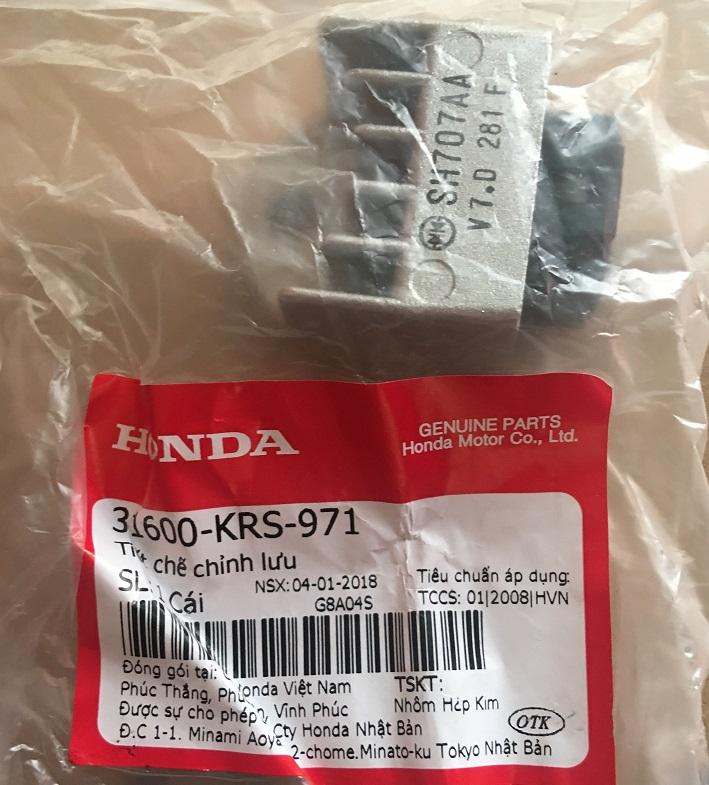 SH707AA
V7.D 281 F
HONDA
GENUINE PARTS
Honda Motor Co., Ltd.
31600-KRS-971
chế chỉnh lưu
SL: Cái
NSX:04-01-2018
G8A04S
Tiêu chuẩn áp dụng:
TCCS: 01|2008|HVN
Đóng gói tại:
onda Việt Nam
TSKT:
Phúc Thắng, Ph
Vĩnh Phúc
Nhôm Hợp Kim
Được sự cho phép
Cty Honda Nhật Bản
OTK
Đ.C 1-1. Minami Aoya
2-chome.Minato-ku Tokyo Nhật Bản